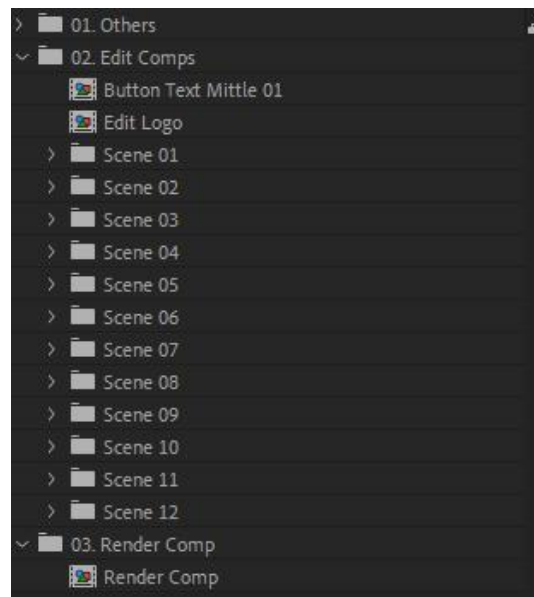 01. Others
02. Edit Comps
Button Text Mittle 01
Edit Logo
Scene 01
Scene 02
Scene 03
Scene 04
Scene 05
Scene 06
Scene 07
Scene 08
Scene 09
Scene 10
Scene 11
Scene 12
03. Render Comp
Render Comp